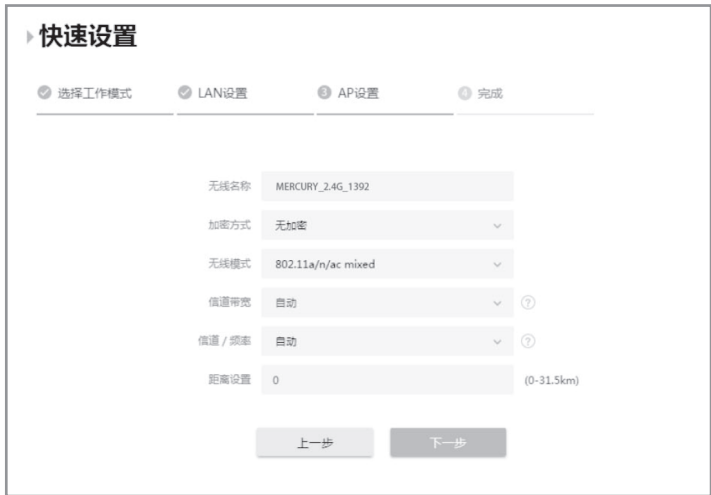 快速设置
选择工作模式 LAN设置 3 AP设置 4 完成
无线名称 MERCURY_2.4G_1392
加密方式 无加密
无线模式 802.11a/n/ac mixed
信道带宽 自动 ?
信道 / 频率 自动 ?
距离设置 0 (0-31.5km)
上一步 下一步